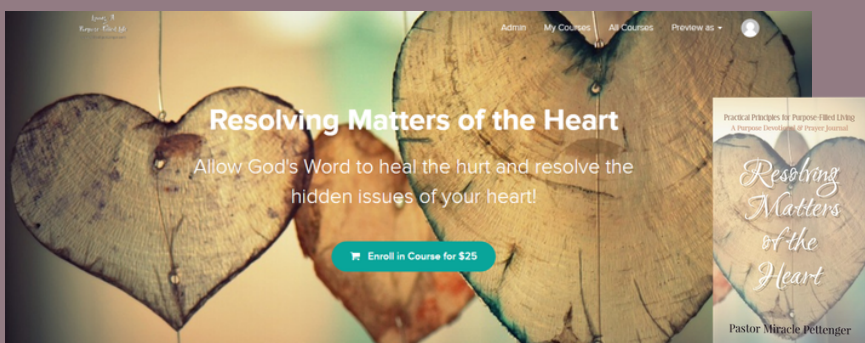 Admin My Courses All Courses Preview as
Resolving Matters of the Heart
Allow God's Word to heal the hurt and resolve the
hidden issues of your heart!
Enroll in Course for $25
Practical Principles for Purpose-Filled Living
A Purpose Devotional & Prayer Journal
Resolving
Matters
of the
Heart
Pastor Miracle Pettenger